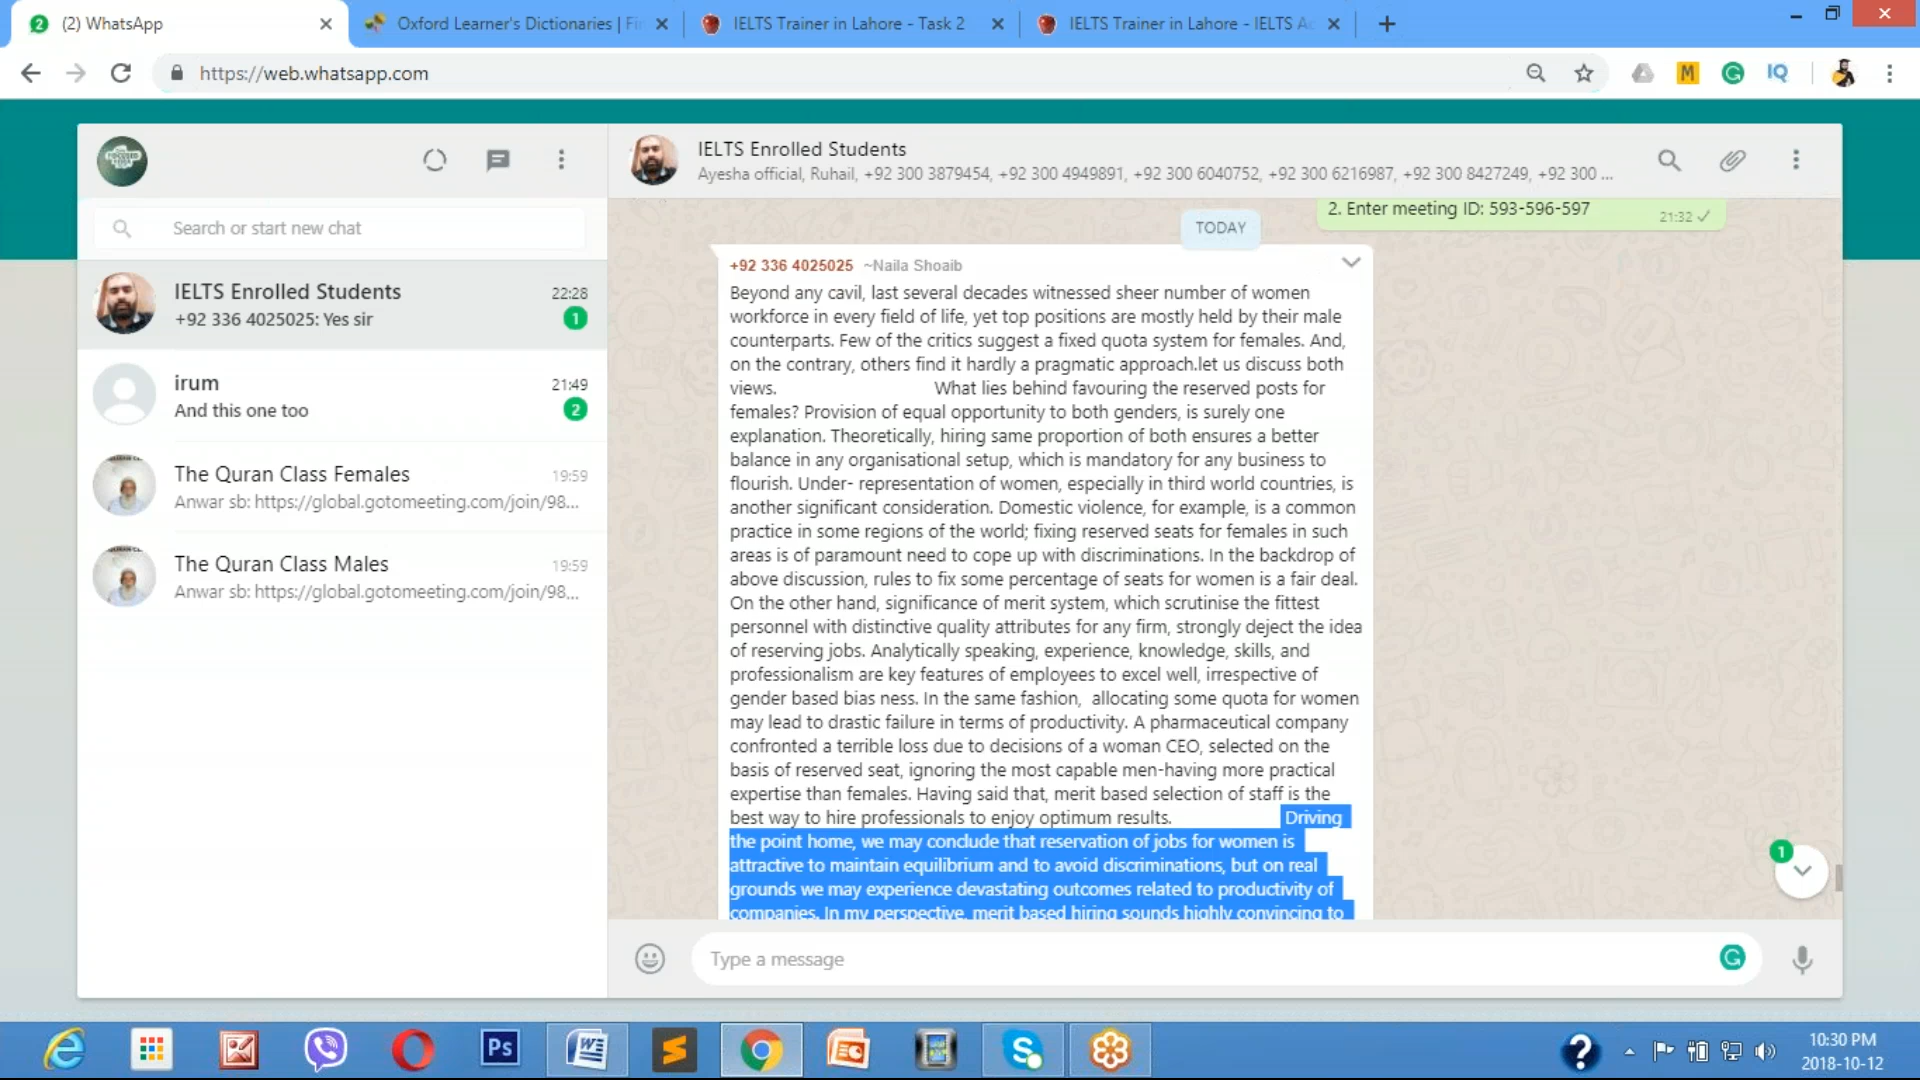 2 (2) WhatsApp
Oxford Learner's Dictionaries | Fi
IELTS Trainer in Lahore - Task 2
IELTS Trainer in Lahore - IELTS A
https://web.whatsapp.com
M
G
IQ
IELTS Enrolled Students
Ayesha official, Ruhail, +92 300 3879454, +92 300 4949891, +92 300 6040752, +92 300 6216987, +92 300 8427249, +92 300 ...
Search or start new chat
IELTS Enrolled Students 22:28
+92 336 4025025: Yes sir 1
irum 21:49
And this one too 2
The Quran Class Females 19:59
Anwar sb: https://global.gotomeeting.com/join/98...
The Quran Class Males 19:59
Anwar sb: https://global.gotomeeting.com/join/98...
2. Enter meeting ID: 593-596-597 21:32
TODAY
+92 336 4025025 ~Naila Shoaib
Beyond any cavil, last several decades witnessed sheer number of women
workforce in every field of life, yet top positions are mostly held by their male
counterparts. Few of the critics suggest a fixed quota system for females. And,
on the contrary, others find it hardly a pragmatic approach.let us discuss both
views. What lies behind favouring the reserved posts for
females? Provision of equal opportunity to both genders, is surely one
explanation. Theoretically, hiring same proportion of both ensures a better
balance in any organisational setup, which is mandatory for any business to
flourish. Under- representation of women, especially in third world countries, is
another significant consideration. Domestic violence, for example, is a common
practice in some regions of the world; fixing reserved seats for females in such
areas is of paramount need to cope up with discriminations. In the backdrop of
above discussion, rules to fix some percentage of seats for women is a fair deal.
On the other hand, significance of merit system, which scrutinise the fittest
personnel with distinctive quality attributes for any firm, strongly deject the idea
of reserving jobs. Analytically speaking, experience, knowledge, skills, and
professionalism are key features of employees to excel well, irrespective of
gender based bias ness. In the same fashion, allocating some quota for women
may lead to drastic failure in terms of productivity. A pharmaceutical company
confronted a terrible loss due to decisions of a woman CEO, selected on the
basis of reserved seat, ignoring the most capable men-having more practical
expertise than females. Having said that, merit based selection of staff is the
best way to hire professionals to enjoy optimum results. Driving
the point home, we may conclude that reservation of jobs for women is
attractive to maintain equilibrium and to avoid discriminations, but on real
grounds we may experience devastating outcomes related to productivity of
companies. In my perspective, merit based hiring sounds highly convincing to
1
Type a message
G
Ps
W
S
S
?
10:30 PM
2018-10-12